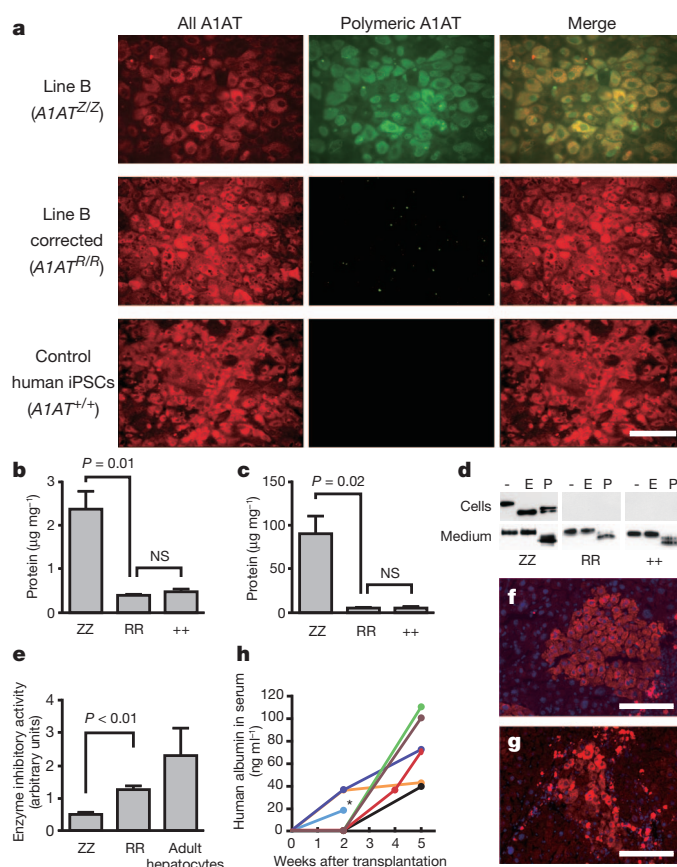 a
All A1AT
Polymeric A1AT
Merge
Line B
(A1AT^Z/Z)
Line B
corrected
(A1AT^R/R)
Control
human iPSCs
(A1AT^+/+)
b
Protein (μg mg⁻¹)
3
2
1
0
P = 0.01
NS
ZZ
RR
++
c
Protein (μg mg⁻¹)
150
100
50
0
P = 0.02
NS
ZZ
RR
++
d
- E P - E P - E P
Cells
Medium
ZZ
RR
++
e
Enzyme inhibitory activity
(arbitrary units)
4
3
2
1
0
P < 0.01
ZZ
RR
Adult
hepatocytes
h
Human albumin in serum
(ng ml⁻¹)
120
100
80
60
40
20
0
*
0 1 2 3 4 5
Weeks after transplantation
f
g